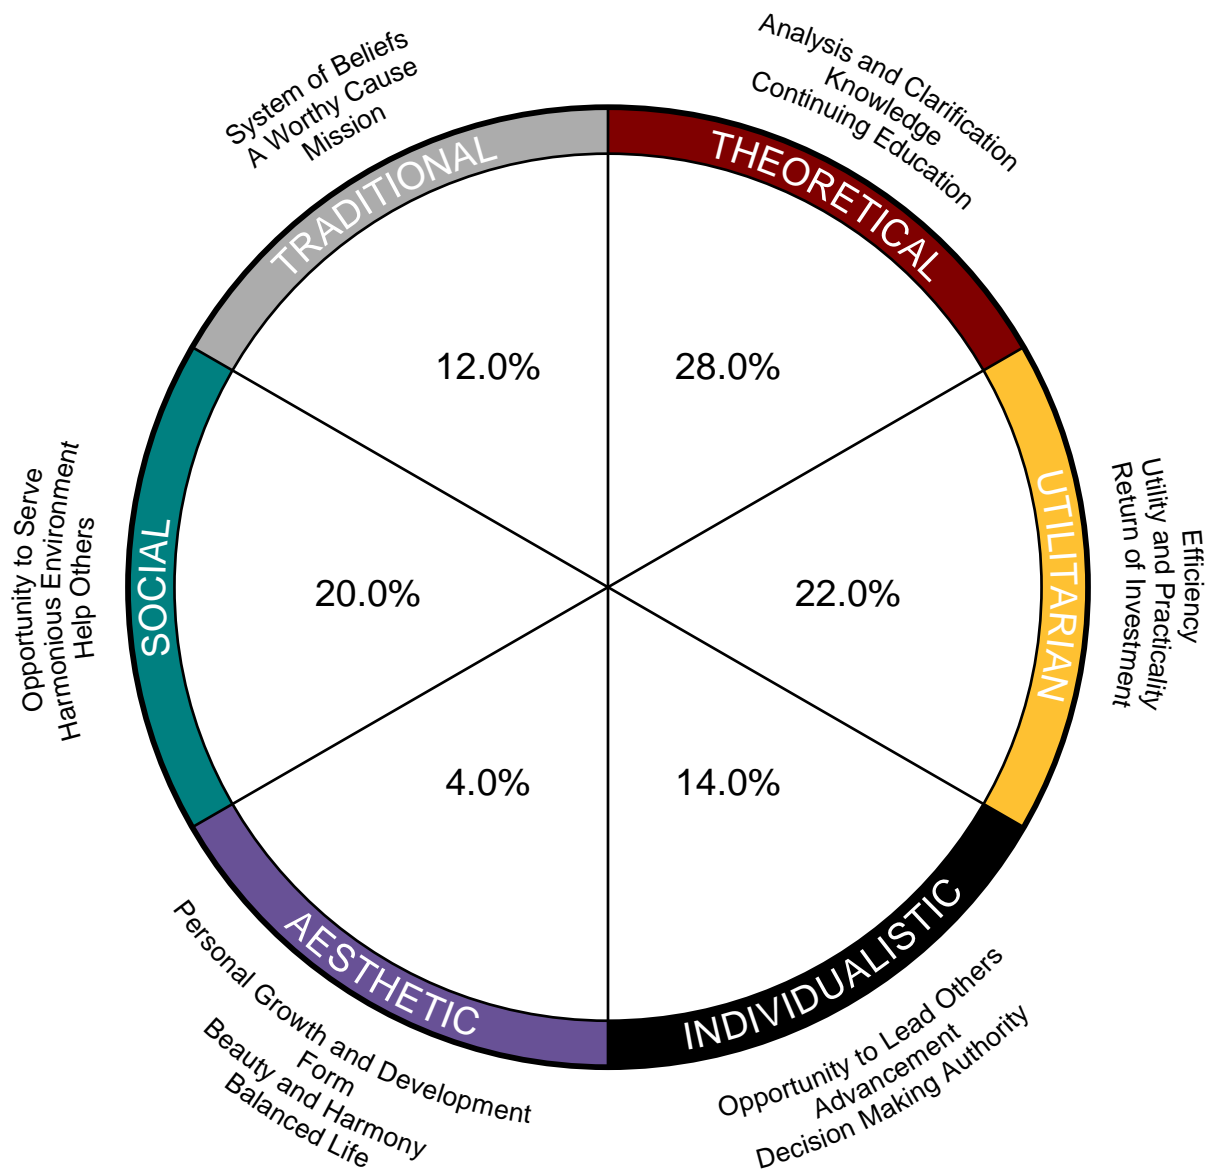 System of Beliefs
A Worthy Cause
Mission
TRADITIONAL
12.0%
Analysis and Clarification
Knowledge
Continuing Education
THEORETICAL
28.0%
Efficiency
Utility and Practicality
Return of Investment
UTILITARIAN
22.0%
INDIVIDUALISTIC
14.0%
Opportunity to Lead Others
Advancement
Decision Making Authority
AESTHETIC
4.0%
Personal Growth and Development
Form
Beauty and Harmony
Balanced Life
Opportunity to Serve
Harmonious Environment
Help Others
SOCIAL
20.0%